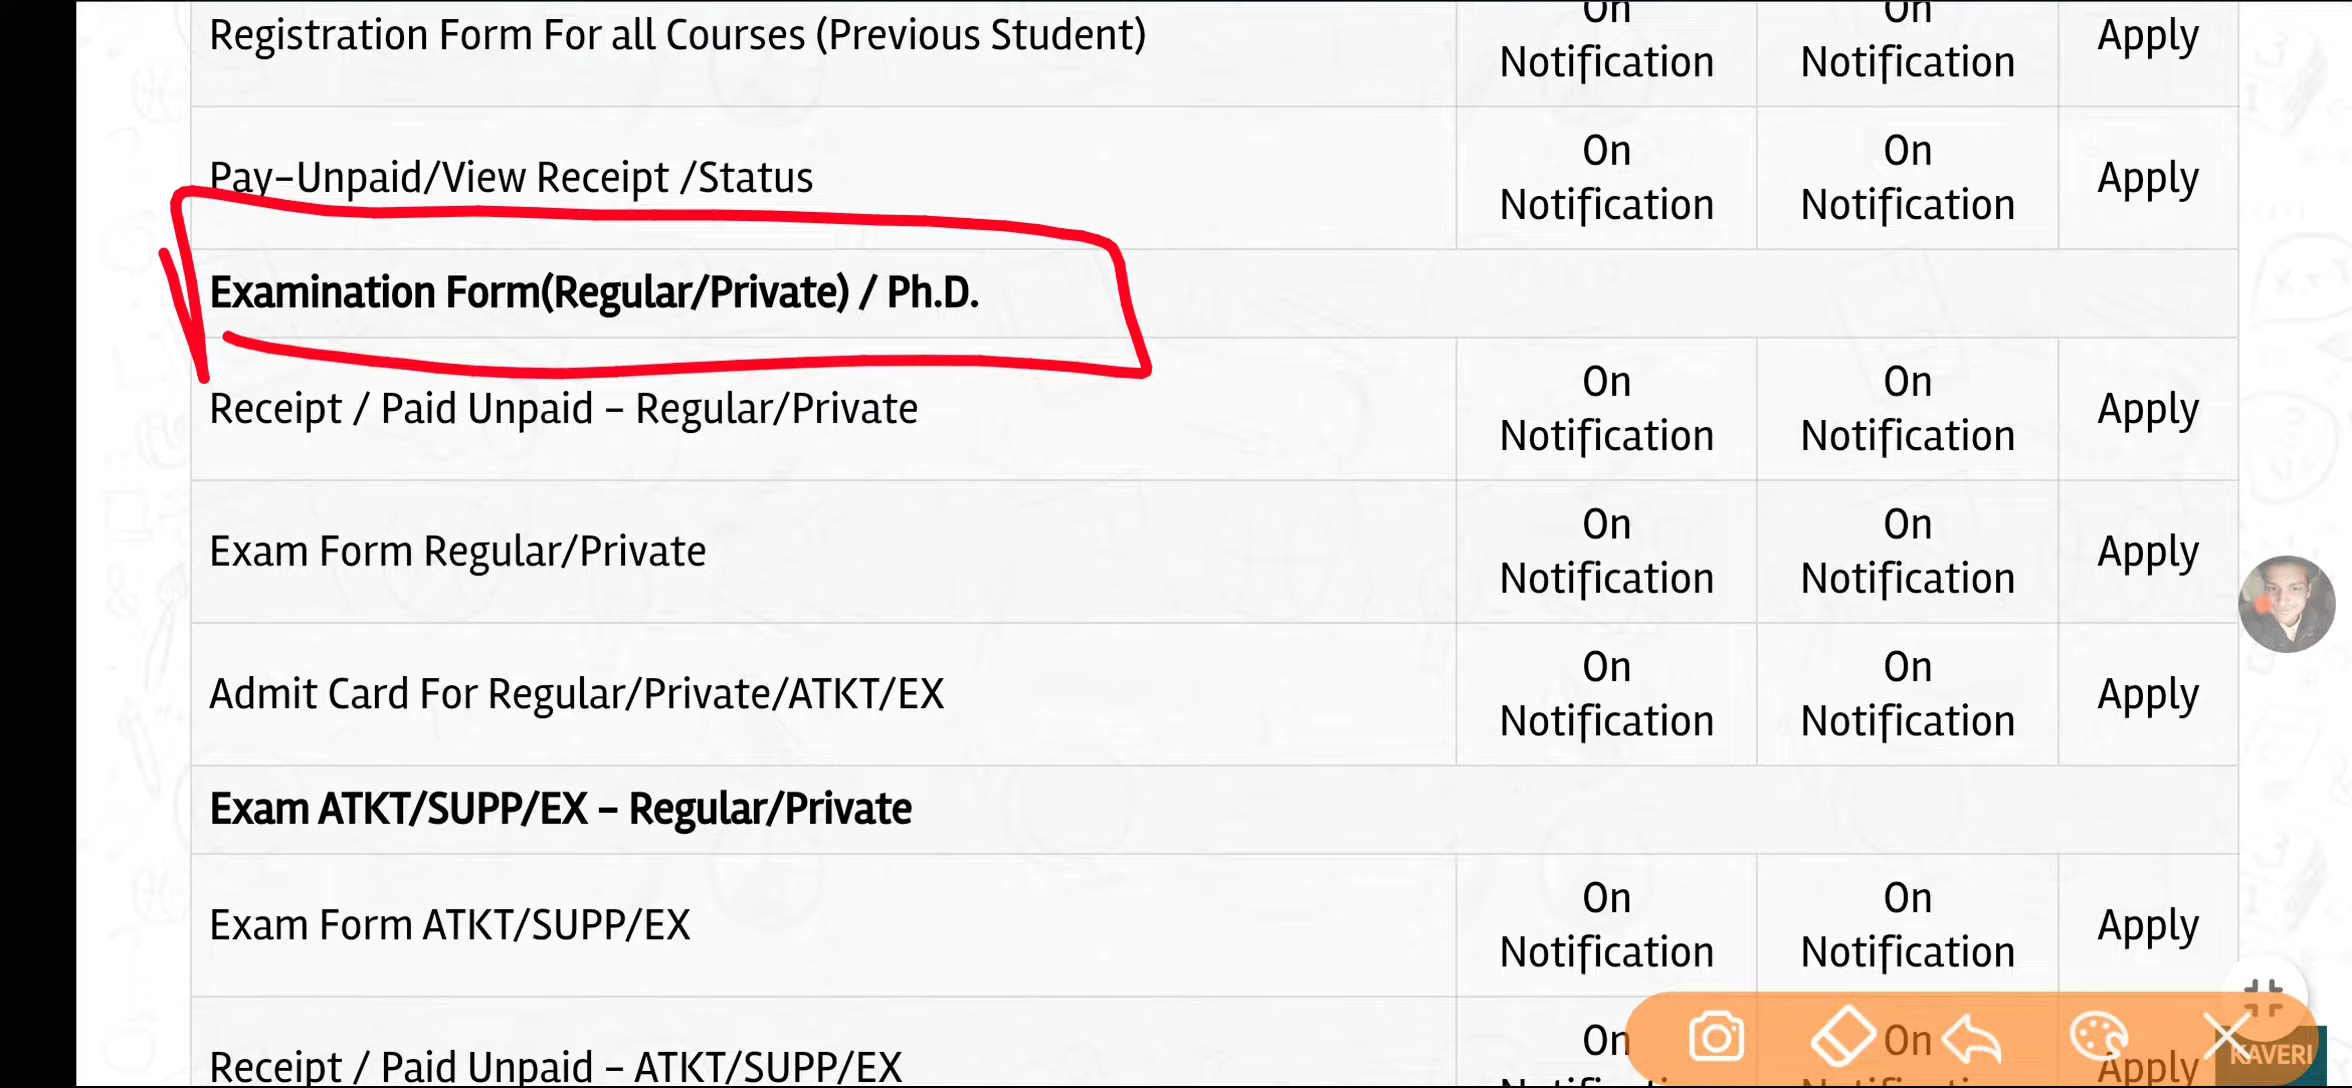 On On
Registration Form For all Courses (Previous Student) Apply
Notification Notification
On On
Pay-Unpaid/View Receipt /Status Apply
Notification Notification
Examination Form(Regular/Private) / Ph.D.
On On
Receipt / Paid Unpaid – Regular/Private Apply
Notification Notification
On On
Exam Form Regular/Private Apply
Notification Notification
On On
Admit Card For Regular/Private/ATKT/EX Apply
Notification Notification
Exam ATKT/SUPP/EX – Regular/Private
On On
Exam Form ATKT/SUPP/EX Apply
Notification Notification
On On
Receipt / Paid Unpaid – ATKT/SUPP/EX Apply
KAVERI